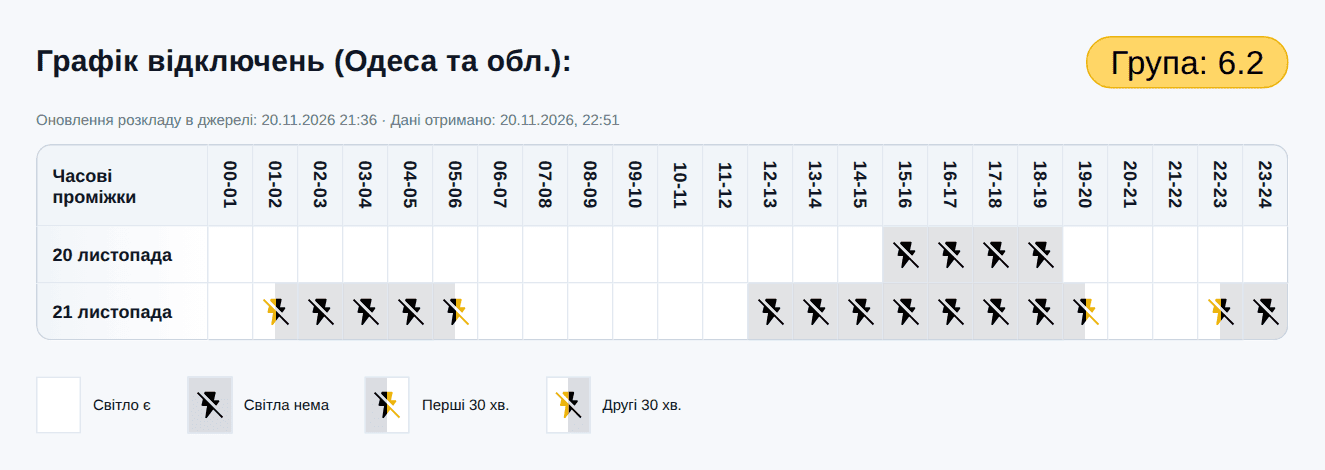 Графік відключень (Одеса та обл.):
Група: 6.2
Оновлення розкладу в джерелі: 20.11.2026 21:36 · Дані отримано: 20.11.2026, 22:51
Часові
проміжки
00-01
01-02
02-03
03-04
04-05
05-06
06-07
07-08
08-09
09-10
10-11
11-12
12-13
13-14
14-15
15-16
16-17
17-18
18-19
19-20
20-21
21-22
22-23
23-24
20 листопада
21 листопада
Світло є
Світла нема
Перші 30 хв.
Другі 30 хв.